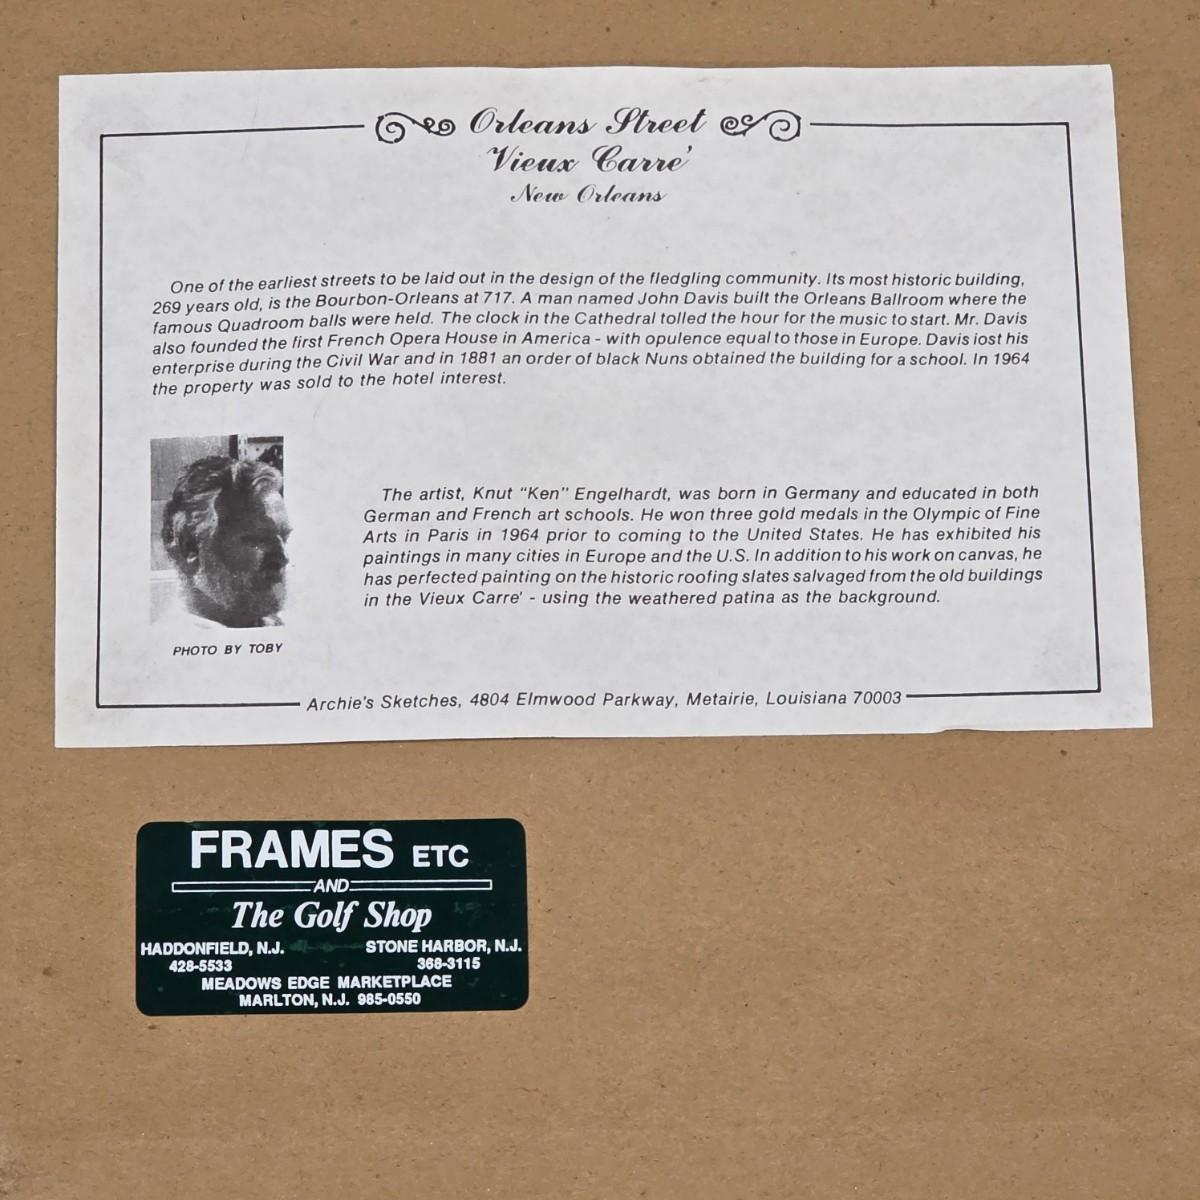 Orleans Street
Vieux Carre'
New Orleans
One of the earliest streets to be laid out in the design of the fledgling community. Its most historic building,
269 years old, is the Bourbon-Orleans at 717. A man named John Davis built the Orleans Ballroom where the
famous Quadroom balls were held. The clock in the Cathedral tolled the hour for the music to start. Mr. Davis
also founded the first French Opera House in America - with opulence equal to those in Europe. Davis lost his
enterprise during the Civil War and in 1881 an order of black Nuns obtained the building for a school. In 1964
the property was sold to the hotel interest.
The artist, Knut "Ken" Engelhardt, was born in Germany and educated in both
German and French art schools. He won three gold medals in the Olympic of Fine
Arts in Paris in 1964 prior to coming to the United States. He has exhibited his
paintings in many cities in Europe and the U.S. In addition to his work on canvas, he
has perfected painting on the historic roofing slates salvaged from the old buildings
in the Vieux Carre' - using the weathered patina as the background.
PHOTO BY TOBY
Archie's Sketches, 4804 Elmwood Parkway, Metairie, Louisiana 70003
FRAMES ETC
AND
The Golf Shop
HADDONFIELD, N.J. STONE HARBOR, N.J.
428-5533 368-3115
MEADOWS EDGE MARKETPLACE
MARLTON, N.J. 985-0550